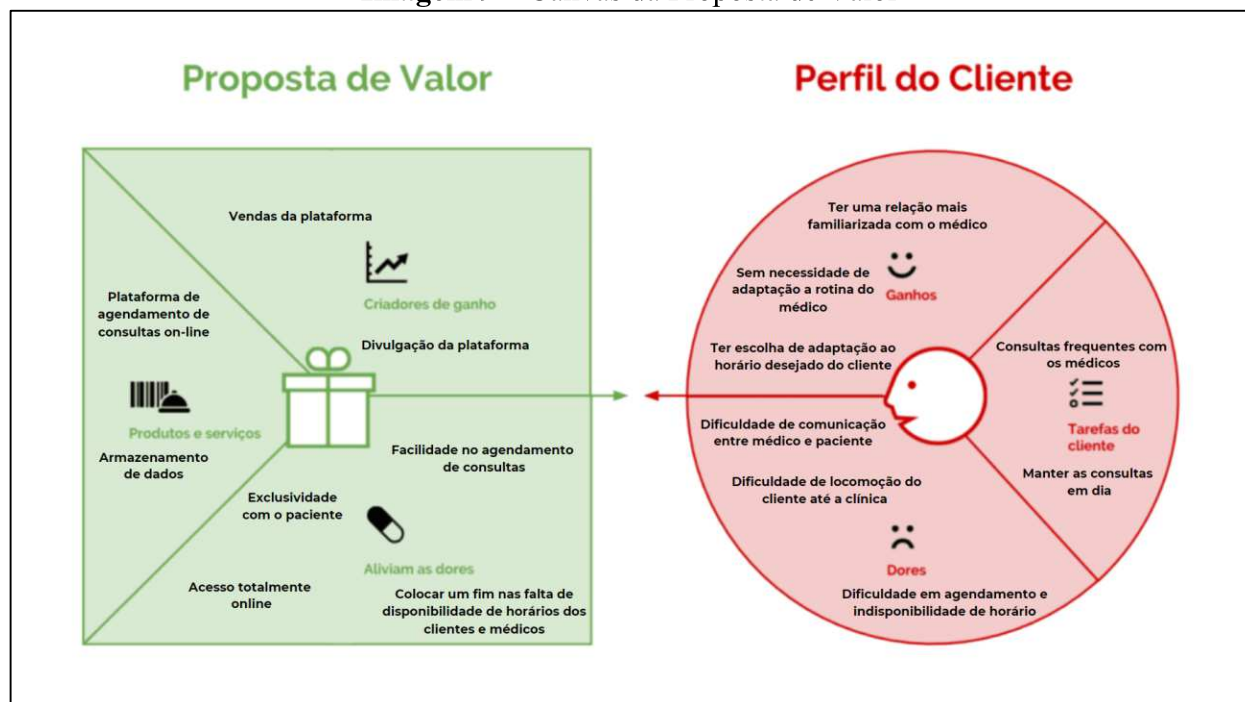 Proposta de Valor
Perfil do Cliente
Vendas da plataforma
Criadores de ganho
Divulgação da plataforma
Plataforma de
agendamento de
consultas on-line
Produtos e serviços
Armazenamento
de dados
Facilidade no agendamento
de consultas
Exclusividade
com o paciente
Aliviam as dores
Acesso totalmente
online
Colocar um fim nas falta de
disponibilidade de horários dos
clientes e médicos
Ter uma relação mais
familiarizada com o médico
Sem necessidade de
adaptação a rotina do
médico
Ganhos
Ter escolha de adaptação ao
horário desejado do cliente
Consultas frequentes com
os médicos
Tarefas do
cliente
Manter as consultas
em dia
Dificuldade de comunicação
entre médico e paciente
Dificuldade de locomoção do
cliente até a clínica
Dores
Dificuldade em agendamento e
indisponibilidade de horário